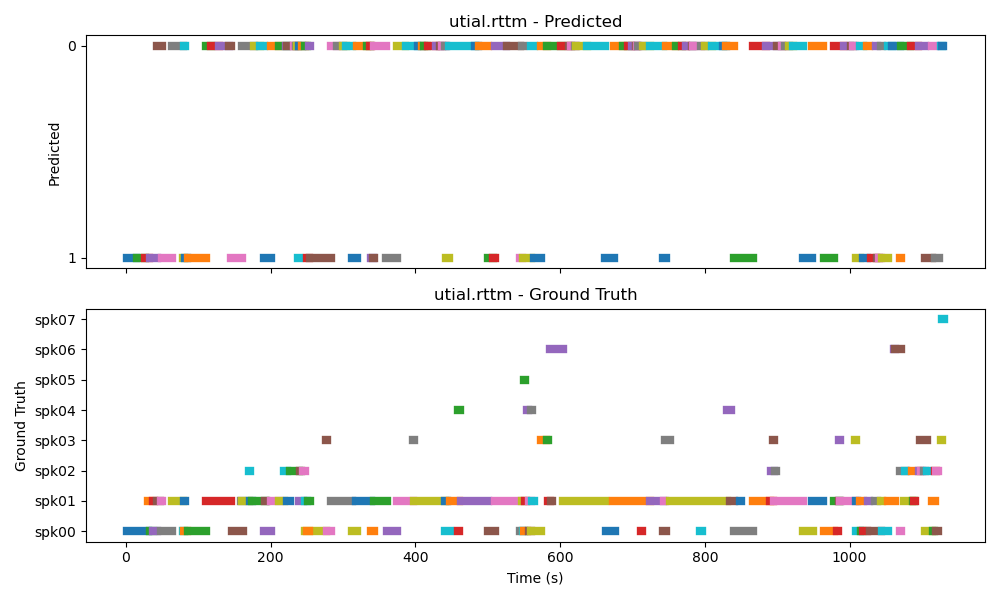 utial.rttm - Predicted
0
Predicted
1
utial.rttm - Ground Truth
spk07
spk06
spk05
spk04
Ground Truth
spk03
spk02
spk01
spk00
0 200 400 600 800 1000
Time (s)